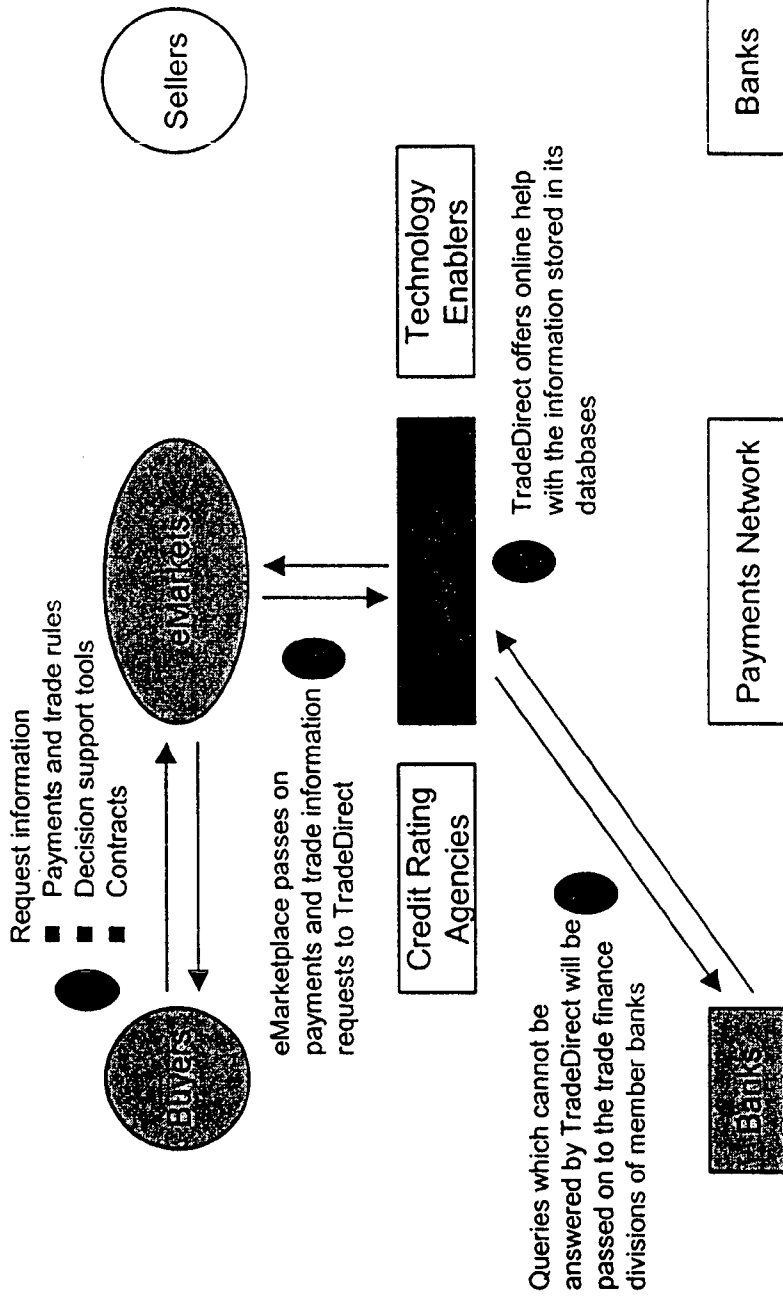 Request information
Payments and trade rules
Decision support tools
Contracts
Buyers
eMarkets
Sellers
eMarketplace passes on
payments and trade information
requests to TradeDirect
Credit Rating
Agencies
Technology
Enablers
TradeDirect offers online help
with the information stored in its
databases
Queries which cannot be
answered by TradeDirect will be
passed on to the trade finance
divisions of member banks
Banks
Payments Network
Banks